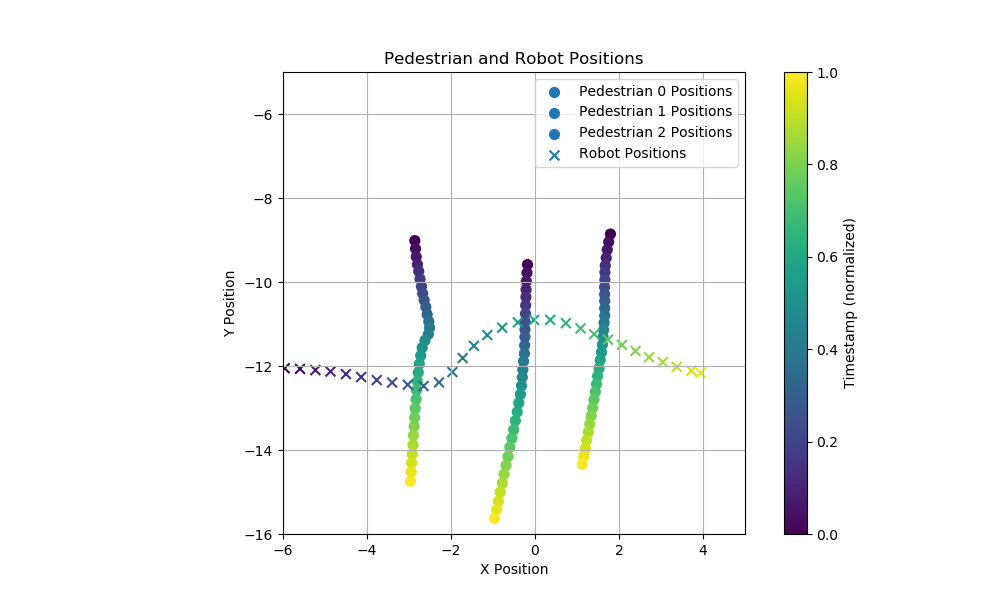 Pedestrian and Robot Positions
Pedestrian 0 Positions
Pedestrian 1 Positions
Pedestrian 2 Positions
Robot Positions
Y Position
−6
−8
−10
−12
−14
−16
−6
−4
−2
0
2
4
X Position
1.0
0.8
0.6
0.4
0.2
0.0
Timestamp (normalized)